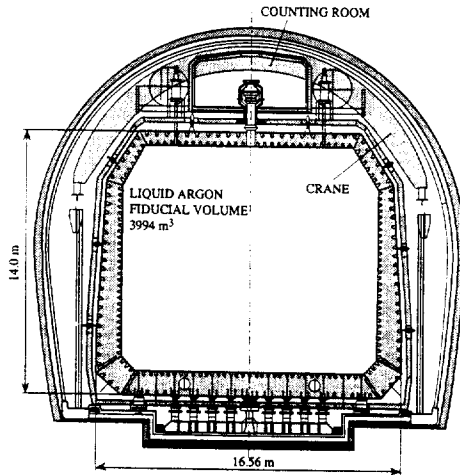 COUNTING ROOM
LIQUID ARGON
FIDUCIAL VOLUME
3994 m³
CRANE
14.0 m
16.56 m